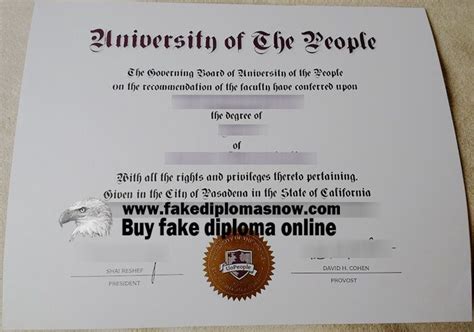 University of The People
The Governing Board of University of the People
on the recommendation of the faculty have conferred upon
the degree of
of
With all the rights and privileges thereto pertaining.
Given in the City of Pasadena in the State of California
www.fakediplomasnow.com
Buy fake diploma online
SHAI RESHEF
PRESIDENT
UoPeople
DAVID H. COHEN
PROVOST